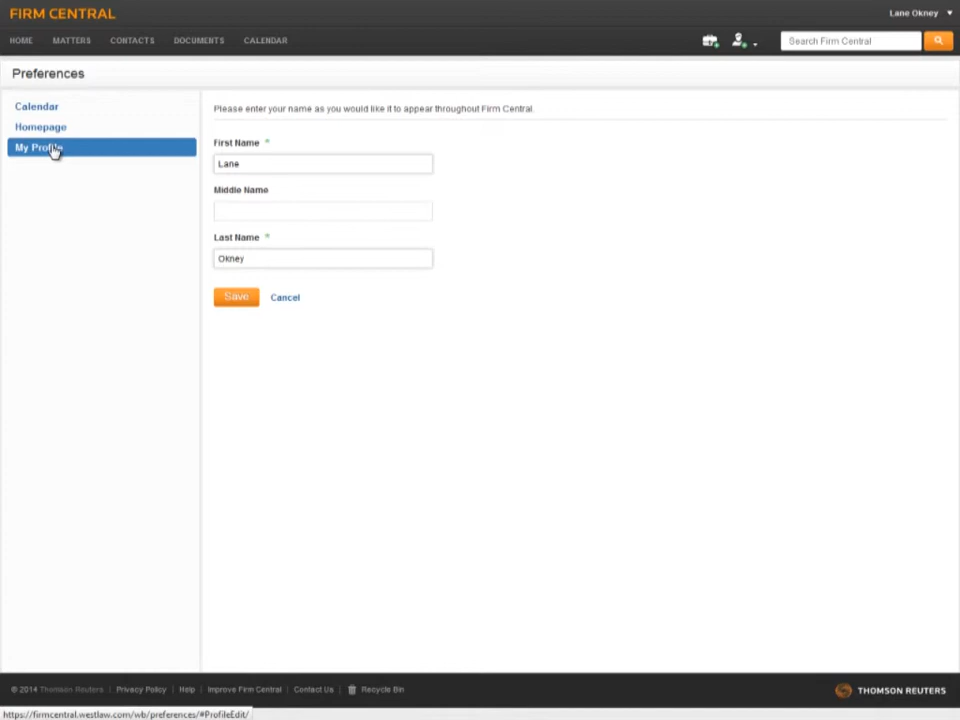 FIRM CENTRAL
Lane Okney
HOME MATTERS CONTACTS DOCUMENTS CALENDAR
Search Firm Central
Preferences
Calendar
Homepage
My Profile
Please enter your name as you would like it to appear throughout Firm Central.
First Name *
Lane
Middle Name
Last Name *
Okney
Save Cancel
© 2014 Thomson Reuters | Privacy Policy | Help | Improve Firm Central | Contact Us | Recycle Bin
THOMSON REUTERS
https://firmcentral.westlaw.com/wb/preferences/#ProfileEdit/